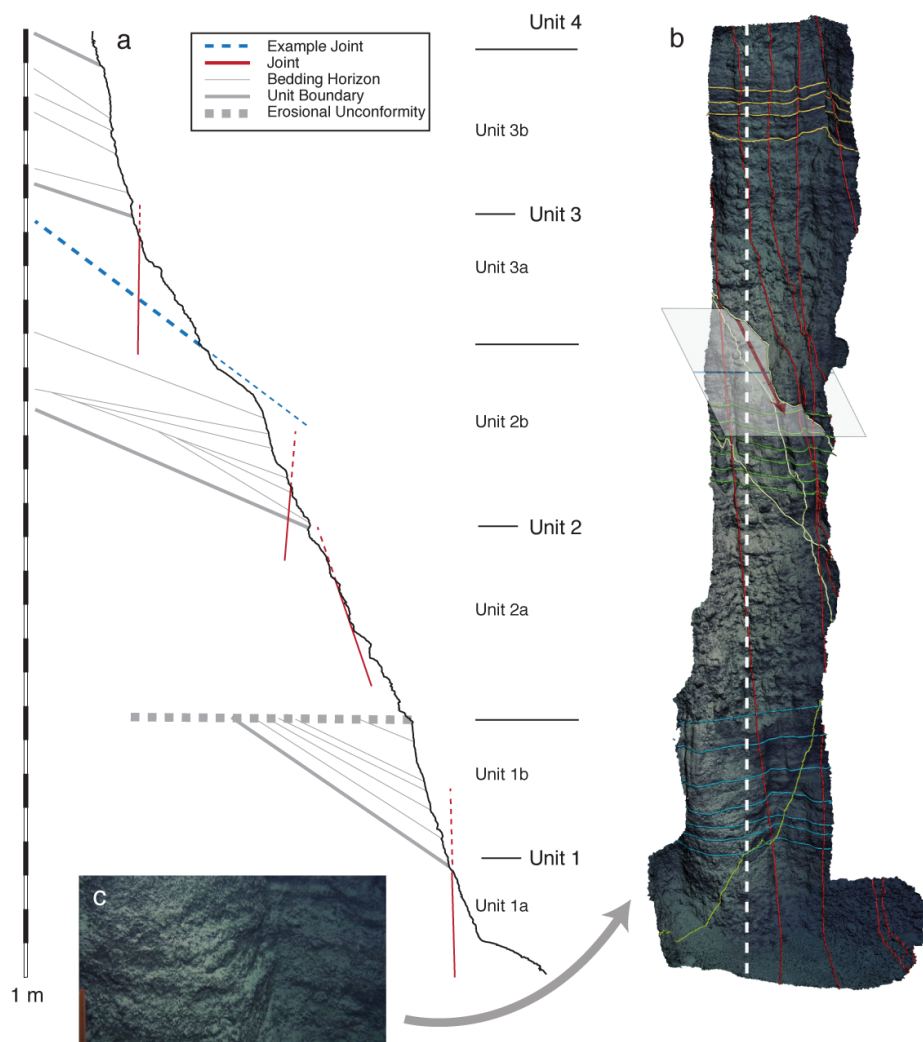 a
Example Joint
Joint
Bedding Horizon
Unit Boundary
Erosional Unconformity
Unit 4
b
Unit 3b
Unit 3
Unit 3a
Unit 2b
Unit 2
Unit 2a
Unit 1b
Unit 1
Unit 1a
c
1 m